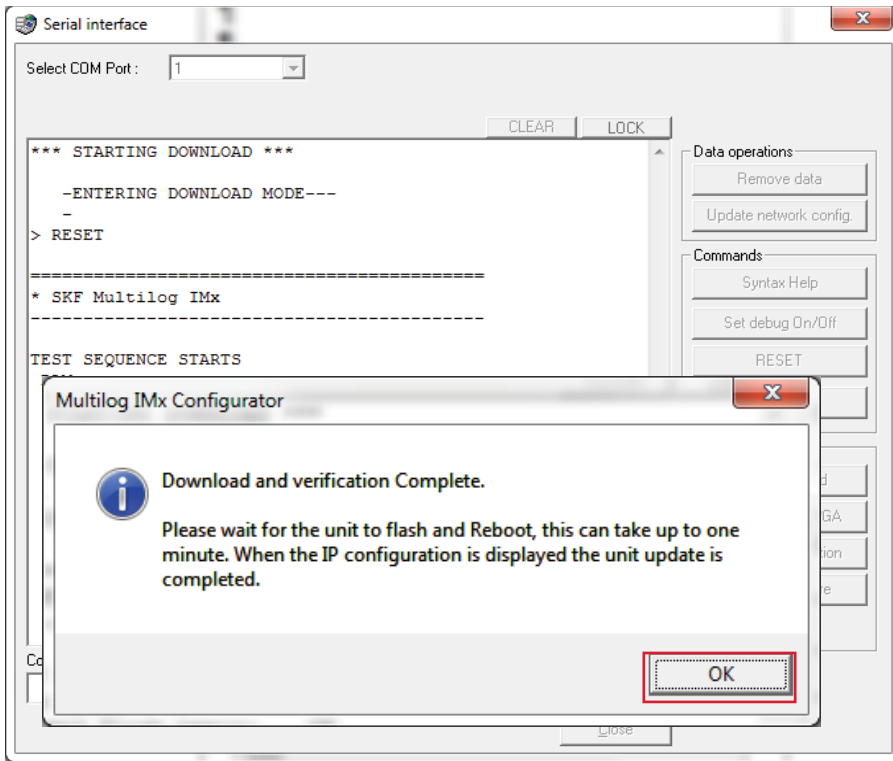 Serial interface
Select COM Port :
1
CLEAR
LOCK
*** STARTING DOWNLOAD ***
-ENTERING DOWNLOAD MODE---
-
> RESET
===========================================
* SKF Multilog IMx
-------------------------------------------
TEST SEQUENCE STARTS
Data operations
Remove data
Update network config.
Commands
Syntax Help
Set debug On/Off
RESET
Multilog IMx Configurator
Download and verification Complete.
Please wait for the unit to flash and Reboot, this can take up to one
minute. When the IP configuration is displayed the unit update is
completed.
OK
Close